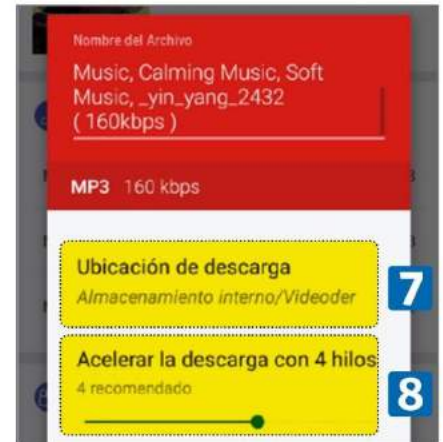 Nombre del Archivo
Music, Calming Music, Soft
Music, _yin_yang_2432
( 160kbps )
MP3 160 kbps
Ubicación de descarga
Almacenamiento interno/Videoder
7
Acelerar la descarga con 4 hilos
4 recomendado
8